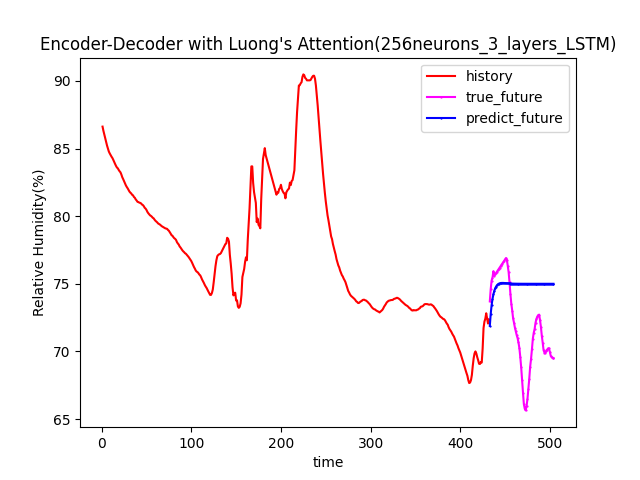 Encoder-Decoder with Luong's Attention(256neurons_3_layers_LSTM)
history
true_future
predict_future
90
85
80
75
70
65
Relative Humidity(%)
0 100 200 300 400 500
time